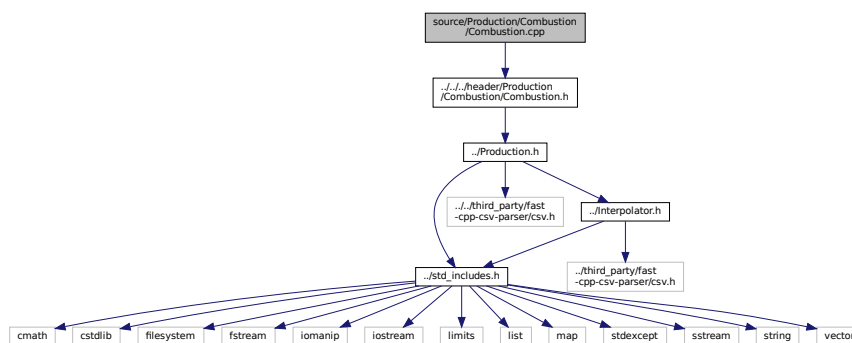 source/Production/Combustion
/Combustion.cpp
../../../header/Production
/Combustion/Combustion.h
../Production.h
../../third_party/fast
-cpp-csv-parser/csv.h
../Interpolator.h
../std_includes.h
../third_party/fast
-cpp-csv-parser/csv.h
cmath
cstdlib
filesystem
fstream
iomanip
iostream
limits
list
map
stdexcept
sstream
string
vector